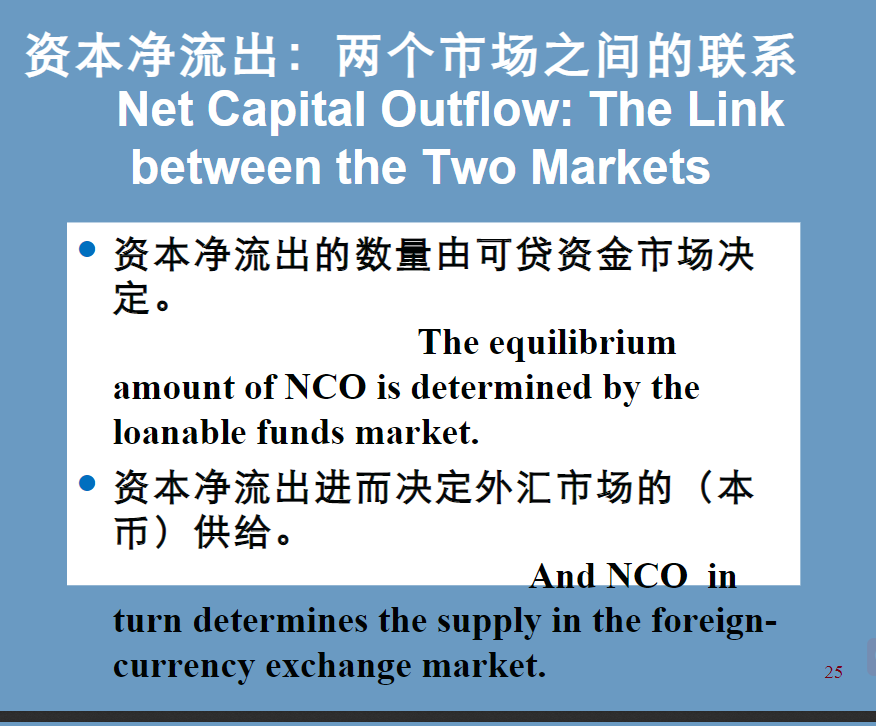 资本净流出：两个市场之间的联系
Net Capital Outflow: The Link
between the Two Markets
• 资本净流出的数量由可贷资金市场决
定。
The equilibrium
amount of NCO is determined by the
loanable funds market.
• 资本净流出进而决定外汇市场的（本
币）供给。
And NCO in
turn determines the supply in the foreign-
currency exchange market.
25